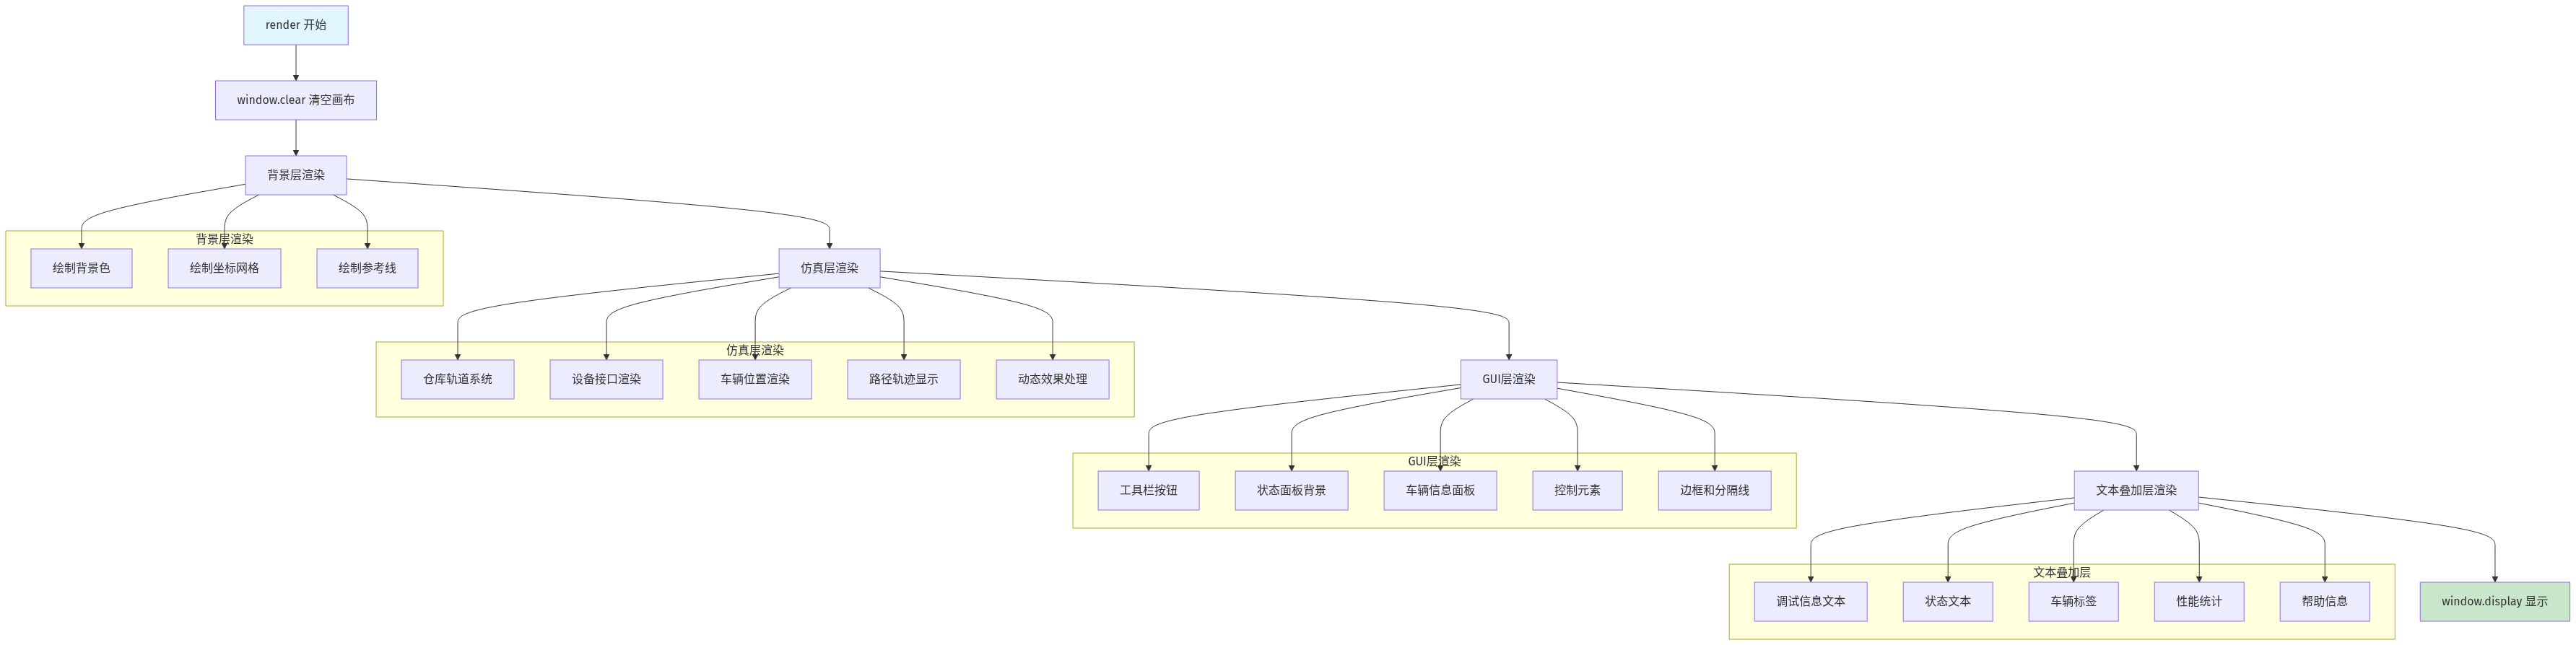 render 开始
window.clear 清空画布
背景层渲染
背景层渲染
绘制背景色
绘制坐标网格
绘制参考线
仿真层渲染
仿真层渲染
仓库轨道系统
设备接口渲染
车辆位置渲染
路径轨迹显示
动态效果处理
GUI层渲染
GUI层渲染
工具栏按钮
状态面板背景
车辆信息面板
控制元素
边框和分隔线
文本叠加层渲染
文本叠加层
调试信息文本
状态文本
车辆标签
性能统计
帮助信息
window.display 显示